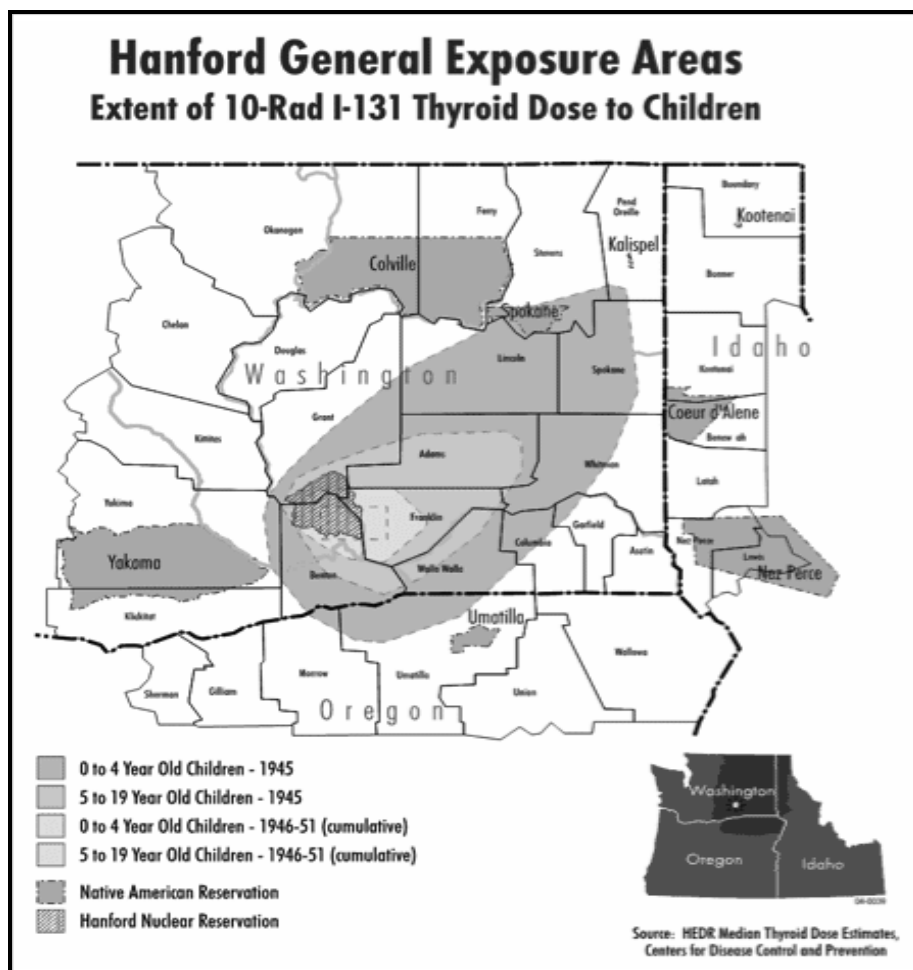 Hanford General Exposure Areas
Extent of 10-Rad I-131 Thyroid Dose to Children
Boundary
Ferry
Pend
Oreille
Kootenai
Okanogan
Kalispel
Colville
Stevens
Bonner
Spokane
Chelan
Douglas
Washington
Idaho
Lincoln
Spokane
Kootenai
Grant
Coeur d'Alene
Kittitas
Adams
Benew ah
Whitman
Latah
Yakima
Franklin
Garfield
Columbia
Nez Perce
Asotin
Lewis
Yakama
Benton
Walla Walla
Nez Perce
Klickitat
Umatilla
Wallowa
Morrow
Umatilla
Sherman
Gilliam
Union
Oregon
0 to 4 Year Old Children - 1945
5 to 19 Year Old Children - 1945
0 to 4 Year Old Children - 1946-51 (cumulative)
5 to 19 Year Old Children - 1946-51 (cumulative)
Native American Reservation
Hanford Nuclear Reservation
Washington
Oregon
Idaho
04-0039
Source: HEDR Median Thyroid Dose Estimates,
Centers for Disease Control and Prevention